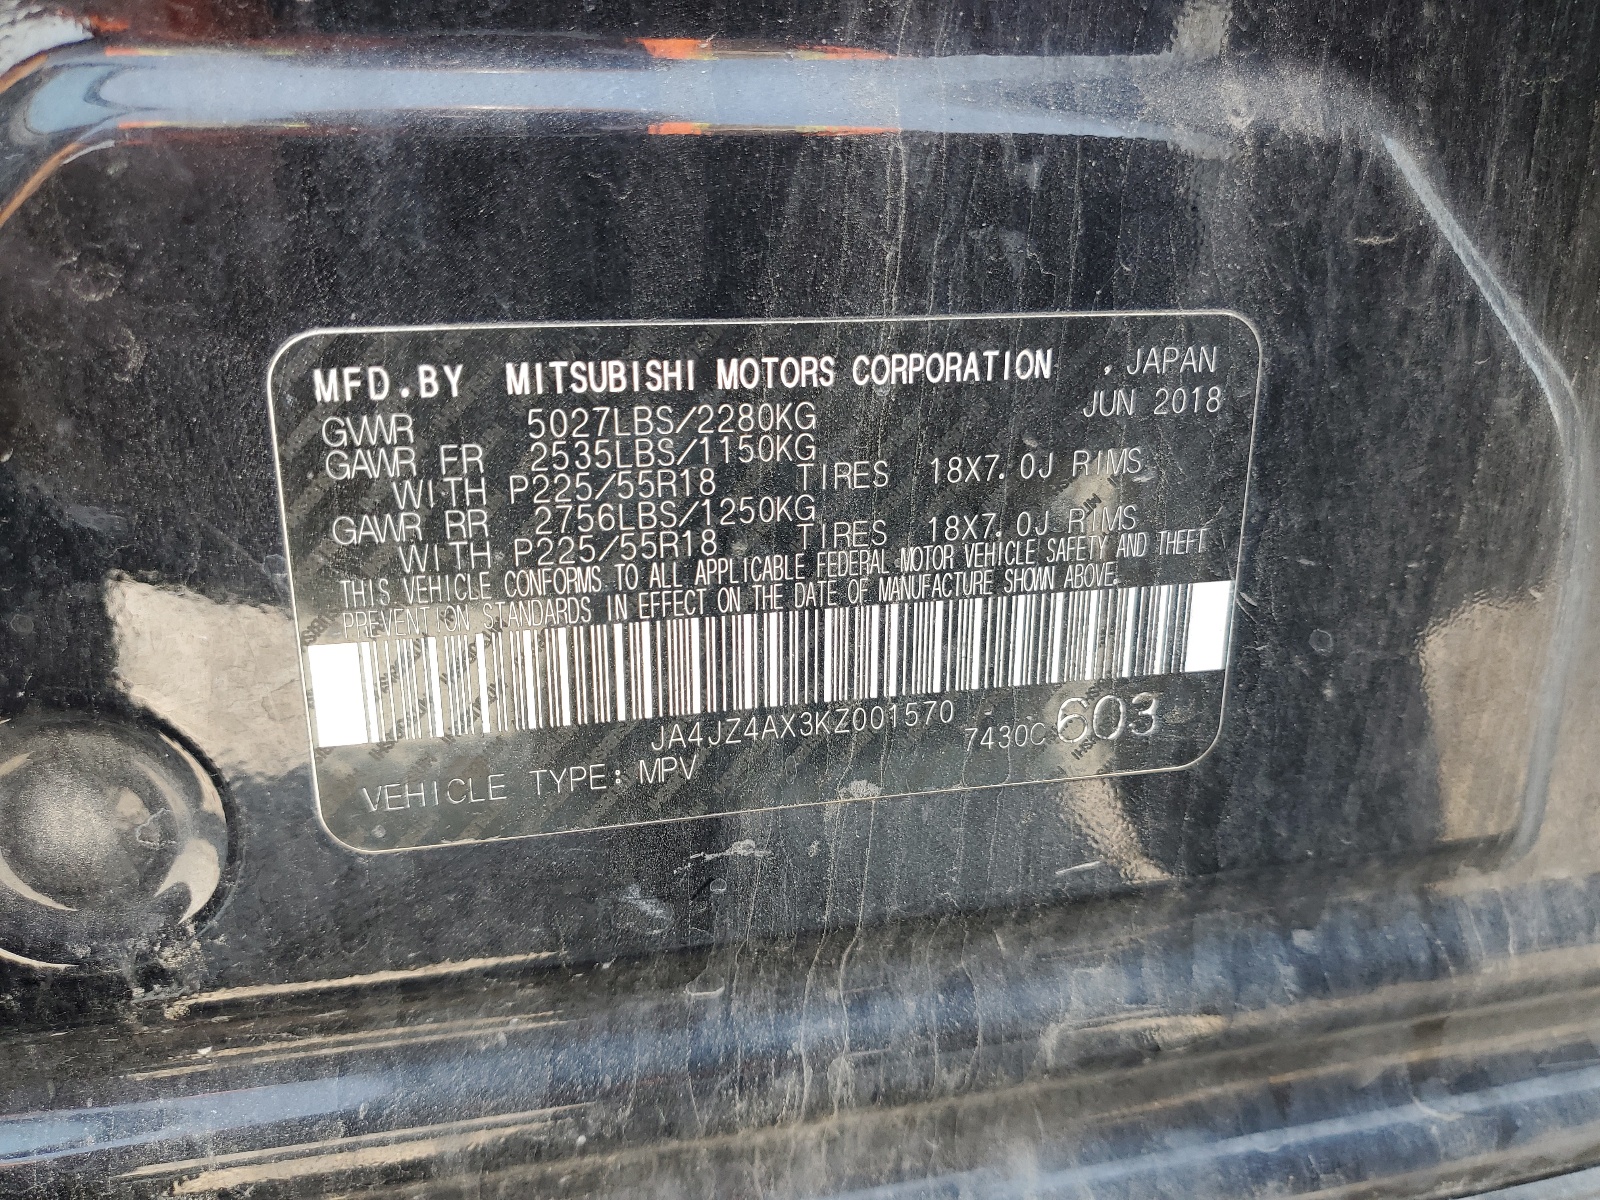 MFD.BY MITSUBISHI MOTORS CORPORATION , JAPAN
JUN 2018
GVWR 5027LBS/2280KG
GAWR FR 2535LBS/1150KG
WITH P225/55R18 TIRES 18X7.0J RIMS
GAWR RR 2756LBS/1250KG
WITH P225/55R18 TIRES 18X7.0J RIMS
THIS VEHICLE CONFORMS TO ALL APPLICABLE FEDERAL MOTOR VEHICLE SAFETY AND THEFT
PREVENTION STANDARDS IN EFFECT ON THE DATE OF MANUFACTURE SHOWN ABOVE.
JA4JZ4AX3KZ001570
7430C603
VEHICLE TYPE: MPV